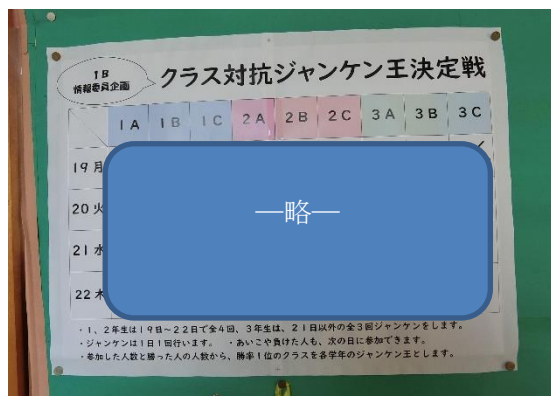 1B
情報委員企画
クラス対抗ジャンケン王決定戦
1A 1B 1C 2A 2B 2C 3A 3B 3C
19月
20火
―略―
21水
22木
・1、2年生は19日~22日で全4回、3年生は、21日以外の全3回ジャンケンをします。
・ジャンケンは1日1回行います。 ・あいこや負けた人も、次の日に参加できます。
・参加した人数と勝った人の人数から、勝率1位のクラスを各学年のジャンケン王とします。